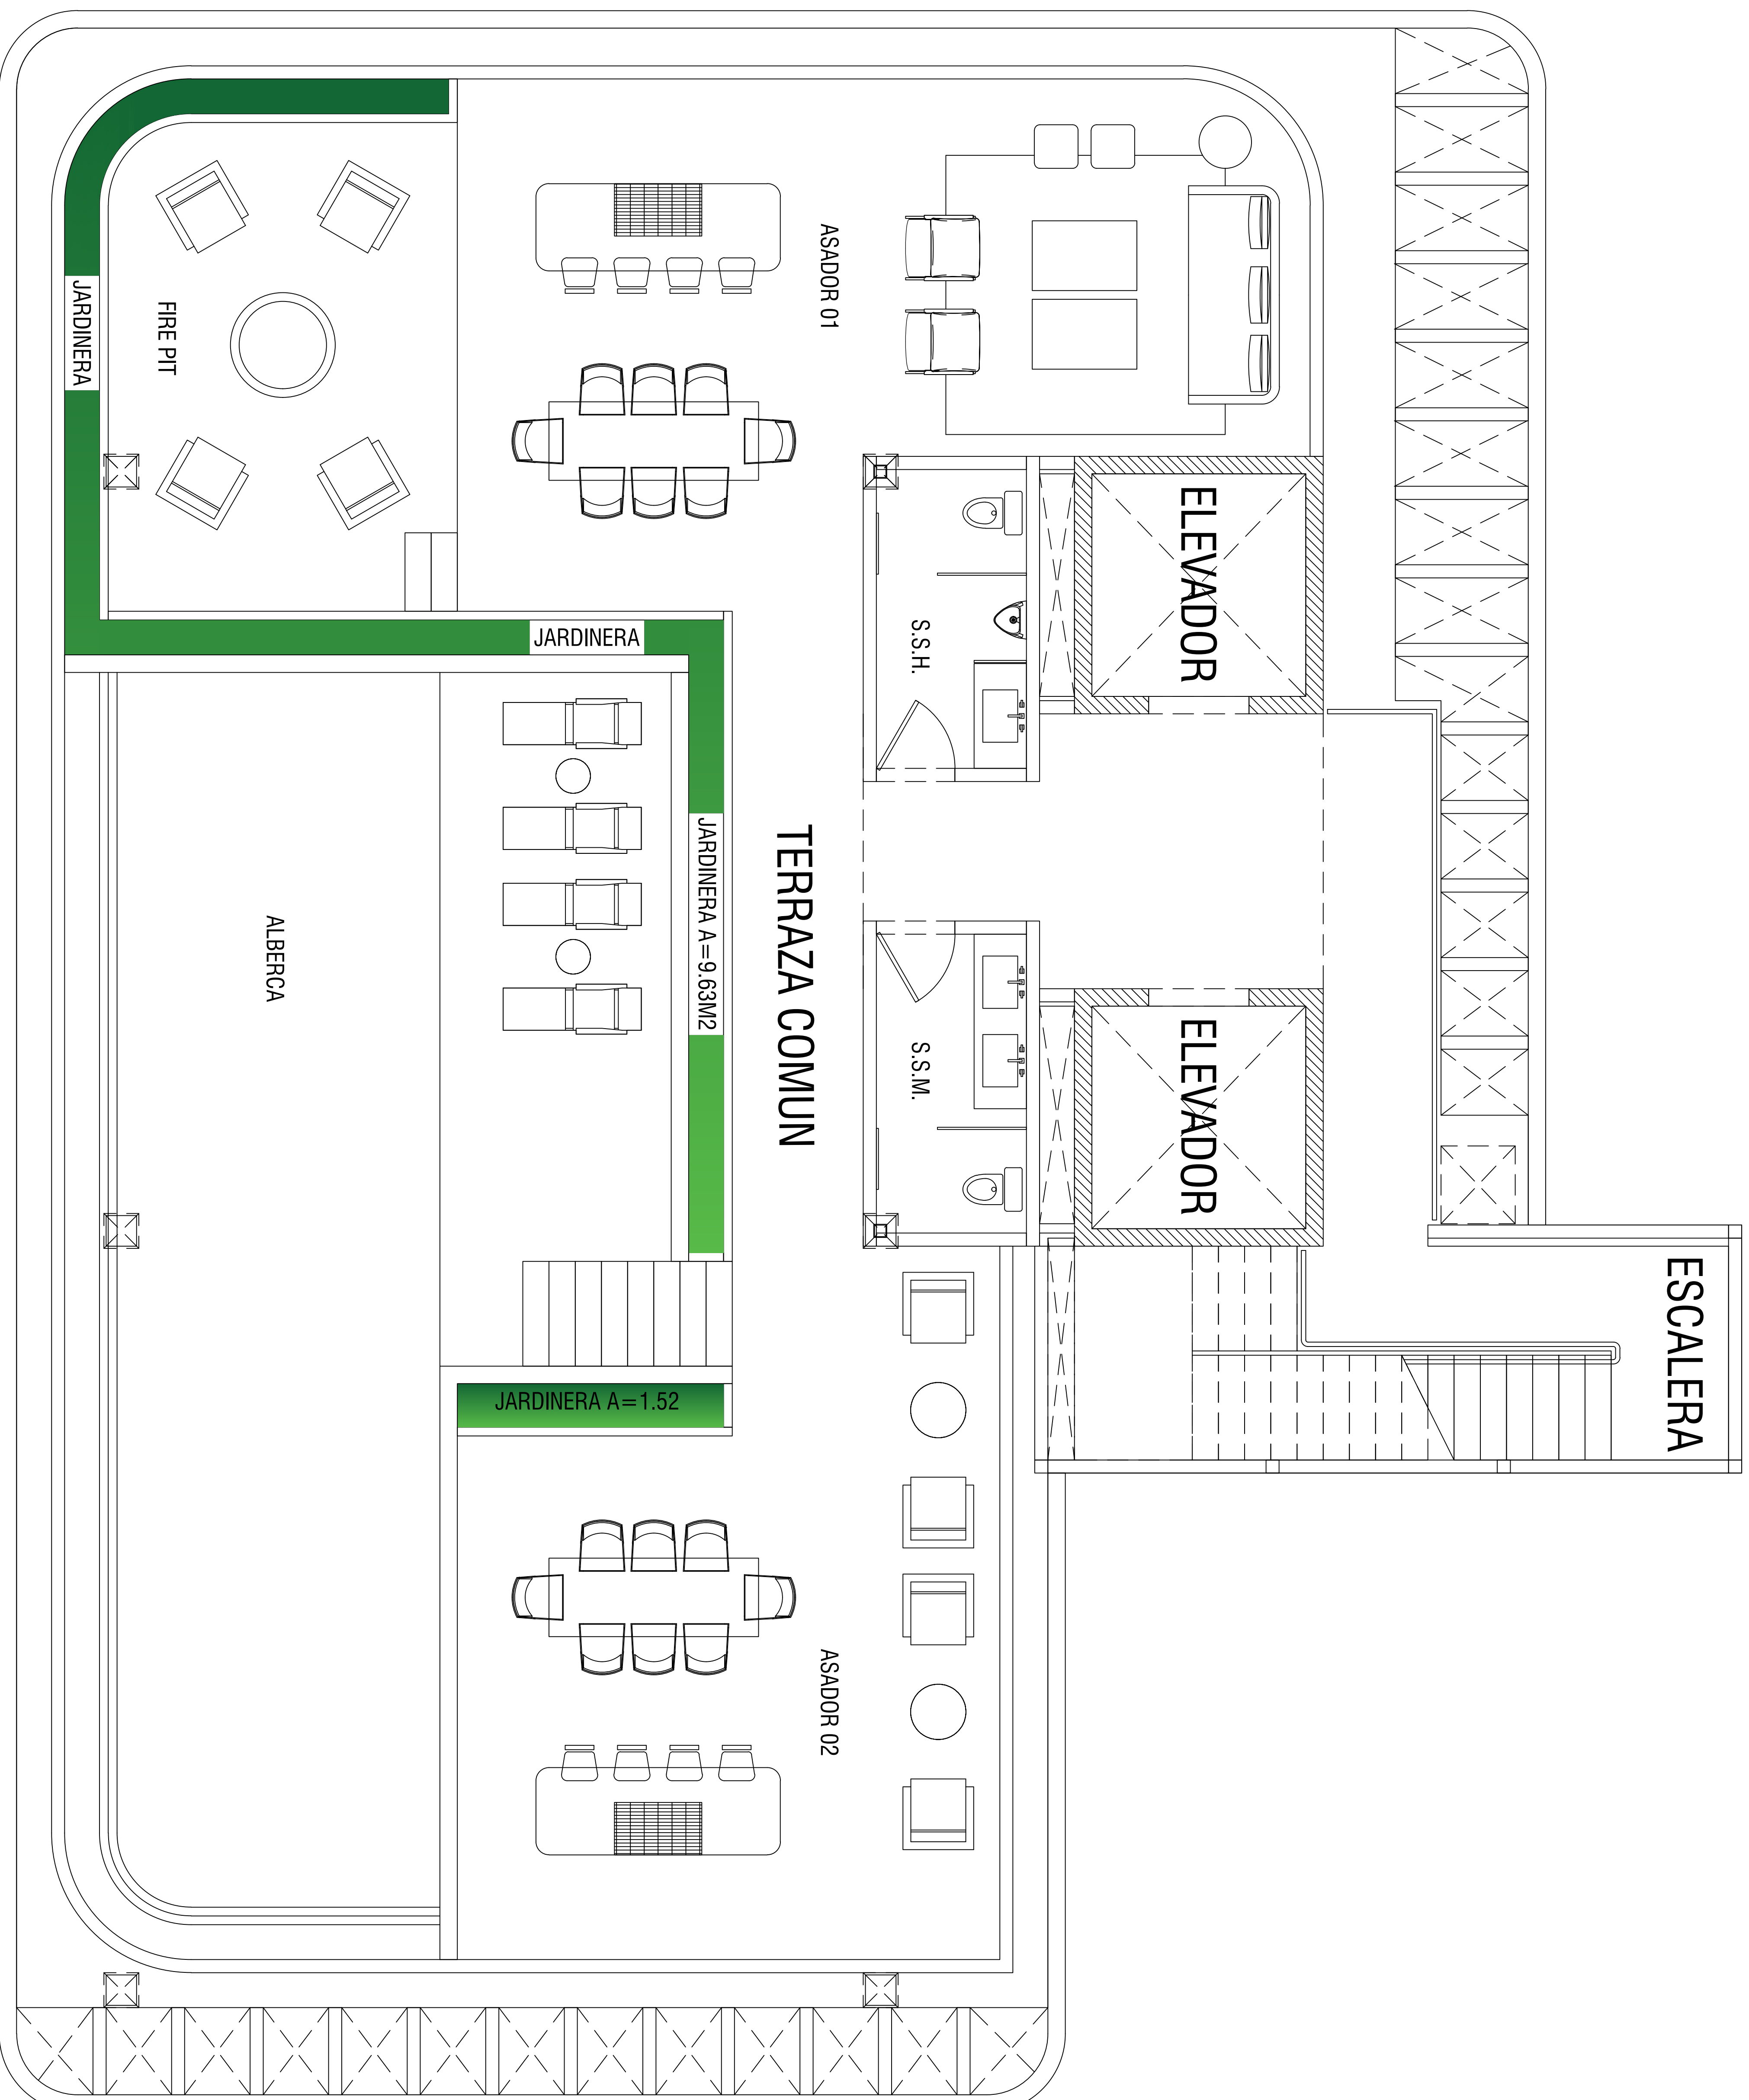 ESCALERA
ELEVADOR
ELEVADOR
S.S.H.
S.S.M.
ASADOR 01
TERRAZA COMUN
ASADOR 02
JARDINERA
JARDINERA A=9.63M2
JARDINERA A=1.52
ALBERCA
FIRE PIT
JARDINERA